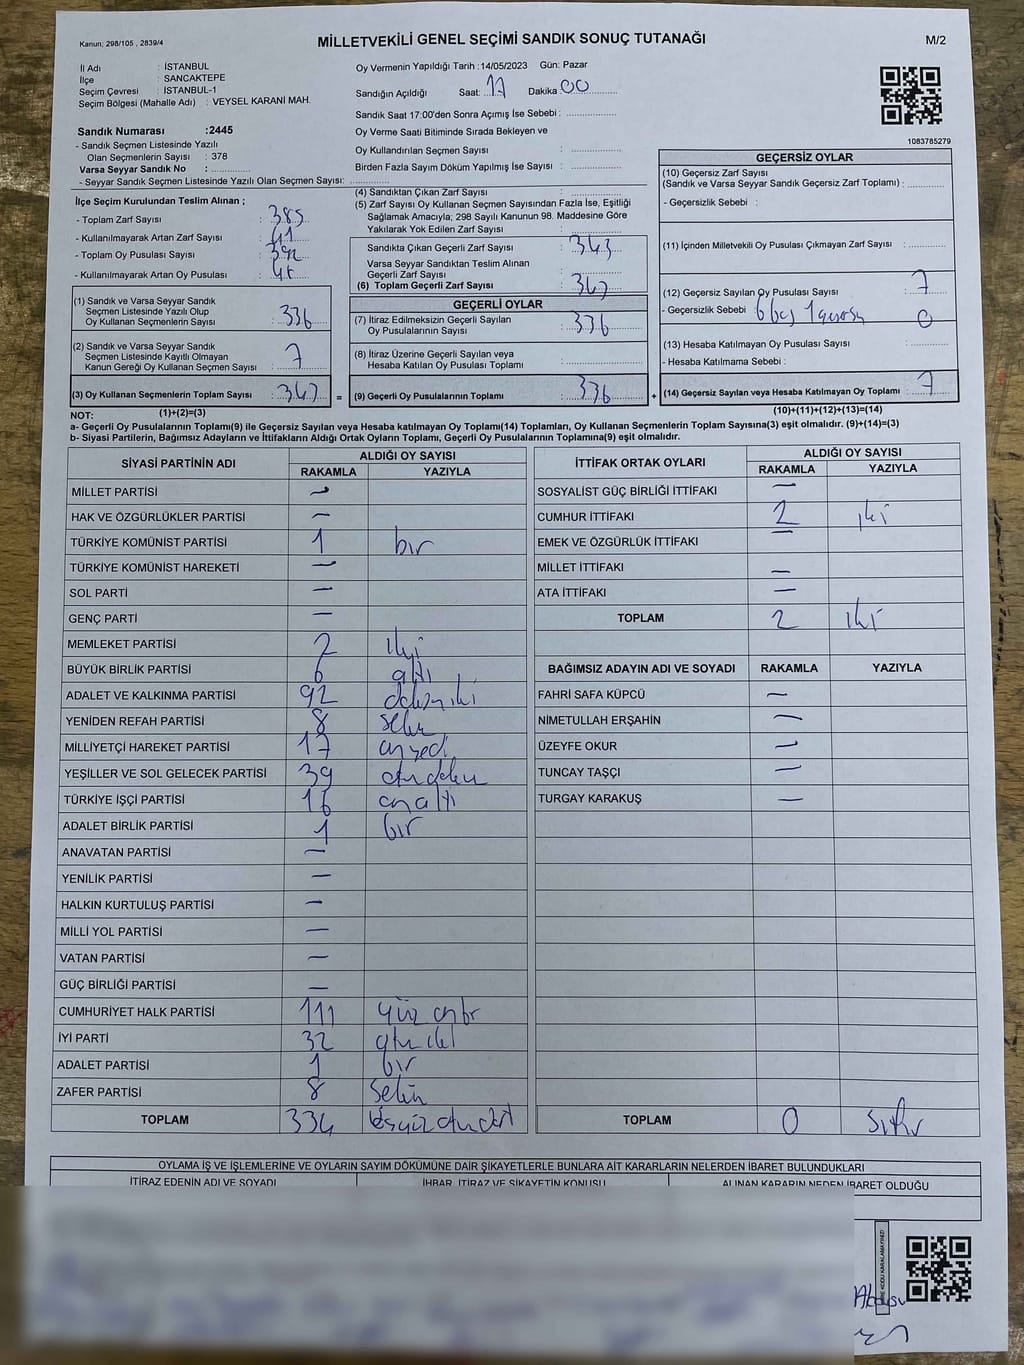 Kanun; 298/105 , 2839/4
MİLLETVEKİLİ GENEL SEÇİMİ SANDIK SONUÇ TUTANAĞI
M/2
İl Adı : İSTANBUL
İlçe : SANCAKTEPE
Seçim Çevresi : İSTANBUL-1
Seçim Bölgesi (Mahalle Adı) : VEYSEL KARANİ MAH.
Sandık Numarası :2445
- Sandık Seçmen Listesinde Yazılı
Olan Seçmenlerin Sayısı : 378
Varsa Seyyar Sandık No :
- Seyyar Sandık Seçmen Listesinde Yazılı Olan Seçmen Sayısı:
Oy Vermenin Yapıldığı Tarih :14/05/2023 Gün: Pazar
Sandığın Açıldığı Saat: 17 Dakika: 00
Sandık Saat 17:00'den Sonra Açımış İse Sebebi :
Oy Verme Saati Bitiminde Sırada Bekleyen ve
Oy Kullandırılan Seçmen Sayısı :
Birden Fazla Sayım Döküm Yapılmış İse Sayısı :
1083785279
İlçe Seçim Kurulundan Teslim Alınan ;
- Toplam Zarf Sayısı : 385
- Kullanılmayarak Artan Zarf Sayısı : 41
- Toplam Oy Pusulası Sayısı :
- Kullanılmayarak Artan Oy Pusulası :
(1) Sandık ve Varsa Seyyar Sandık
Seçmen Listesinde Yazılı Olup
Oy Kullanan Seçmenlerin Sayısı : 336
(2) Sandık ve Varsa Seyyar Sandık
Seçmen Listesinde Kayıtlı Olmayan
Kanun Gereği Oy Kullanan Seçmen Sayısı : 7
(3) Oy Kullanan Seçmenlerin Toplam Sayısı : 343 =
(4) Sandıktan Çıkan Zarf Sayısı :
(5) Zarf Sayısı Oy Kullanan Seçmen Sayısından Fazla İse, Eşitliği
Sağlamak Amacıyla; 298 Sayılı Kanunun 98. Maddesine Göre
Yakılarak Yok Edilen Zarf Sayısı :
Sandıkta Çıkan Geçerli Zarf Sayısı : 343
Varsa Seyyar Sandıktan Teslim Alınan
Geçerli Zarf Sayısı :
(6) Toplam Geçerli Zarf Sayısı : 343
GEÇERLİ OYLAR
(7) İtiraz Edilmeksizin Geçerli Sayılan
Oy Pusulalarının Sayısı : 336
(8) İtiraz Üzerine Geçerli Sayılan veya
Hesaba Katılan Oy Pusulası Toplamı :
(9) Geçerli Oy Pusulalarının Toplamı : 336 +
GEÇERSİZ OYLAR
(10) Geçersiz Zarf Sayısı
(Sandık ve Varsa Seyyar Sandık Geçersiz Zarf Toplamı) :
- Geçersizlik Sebebi :
(11) İçinden Milletvekili Oy Pusulası Çıkmayan Zarf Sayısı :
(12) Geçersiz Sayılan Oy Pusulası Sayısı : 7
- Geçersizlik Sebebi : 6 boş 1 0
(13) Hesaba Katılmayan Oy Pusulası Sayısı :
- Hesaba Katılmama Sebebi :
(14) Geçersiz Sayılan veya Hesaba Katılmayan Oy Toplamı : 7
NOT: (1)+(2)=(3) (10)+(11)+(12)+(13)=(14)
a- Geçerli Oy Pusulalarının Toplam(9) ile Geçersiz Sayılan veya Hesaba katılmayan Oy Toplamı(14) Toplamları, Oy Kullanan Seçmenlerin Toplam Sayısına(3) eşit olmalıdır. (9)+(14)=(3)
b- Siyasi Partilerin, Bağımsız Adayların ve İttifakların Aldığı Ortak Oyların Toplamı, Geçerli Oy Pusulalarının Toplamına(9) eşit olmalıdır.
SİYASİ PARTİNİN ADI ALDIĞI OY SAYISI
RAKAMLA YAZIYLA
MİLLET PARTİSİ –
HAK VE ÖZGÜRLÜKLER PARTİSİ –
TÜRKİYE KOMÜNİST PARTİSİ 1 bir
TÜRKİYE KOMÜNİST HAREKETİ –
SOL PARTİ –
GENÇ PARTİ –
MEMLEKET PARTİSİ 2 iki
BÜYÜK BİRLİK PARTİSİ 6 altı
ADALET VE KALKINMA PARTİSİ 92 doksaniki
YENİDEN REFAH PARTİSİ 8 sekiz
MİLLİYETÇİ HAREKET PARTİSİ 17 onyedi
YEŞİLLER VE SOL GELECEK PARTİSİ 39 otuzdokuz
TÜRKİYE İŞÇİ PARTİSİ 16 onaltı
ADALET BİRLİK PARTİSİ 1 bir
ANAVATAN PARTİSİ –
YENİLİK PARTİSİ –
HALKIN KURTULUŞ PARTİSİ –
MİLLİ YOL PARTİSİ –
VATAN PARTİSİ –
GÜÇ BİRLİĞİ PARTİSİ –
CUMHURİYET HALK PARTİSİ 111 yüz onbir
İYİ PARTİ 32 otuz iki
ADALET PARTİSİ 1 bir
ZAFER PARTİSİ 8 sekiz
TOPLAM 334 üçyüz otuzdört
İTTİFAK ORTAK OYLARI ALDIĞI OY SAYISI
RAKAMLA YAZIYLA
SOSYALİST GÜÇ BİRLİĞİ İTTİFAKI –
CUMHUR İTTİFAKI 2 iki
EMEK VE ÖZGÜRLÜK İTTİFAKI –
MİLLET İTTİFAKI –
ATA İTTİFAKI –
TOPLAM 2 iki
BAĞIMSIZ ADAYIN ADI VE SOYADI RAKAMLA YAZIYLA
FAHRİ SAFA KÜPCÜ –
NİMETULLAH ERŞAHİN –
ÜZEYFE OKUR –
TUNCAY TAŞÇI –
TURGAY KARAKUŞ –
TOPLAM 0 sıfır
OYLAMA İŞ VE İŞLEMLERİNE VE OYLARIN SAYIM DÖKÜMÜNE DAİR ŞİKAYETLERLE BUNLARA AİT KARARLARIN NELERDEN İBARET BULUNDUKLARI
İTİRAZ EDENİN ADI VE SOYADI İHBAR, İTİRAZ VE ŞİKAYETİN KONUSU ALINAN KARARIN NEDEN İBARET OLDUĞU